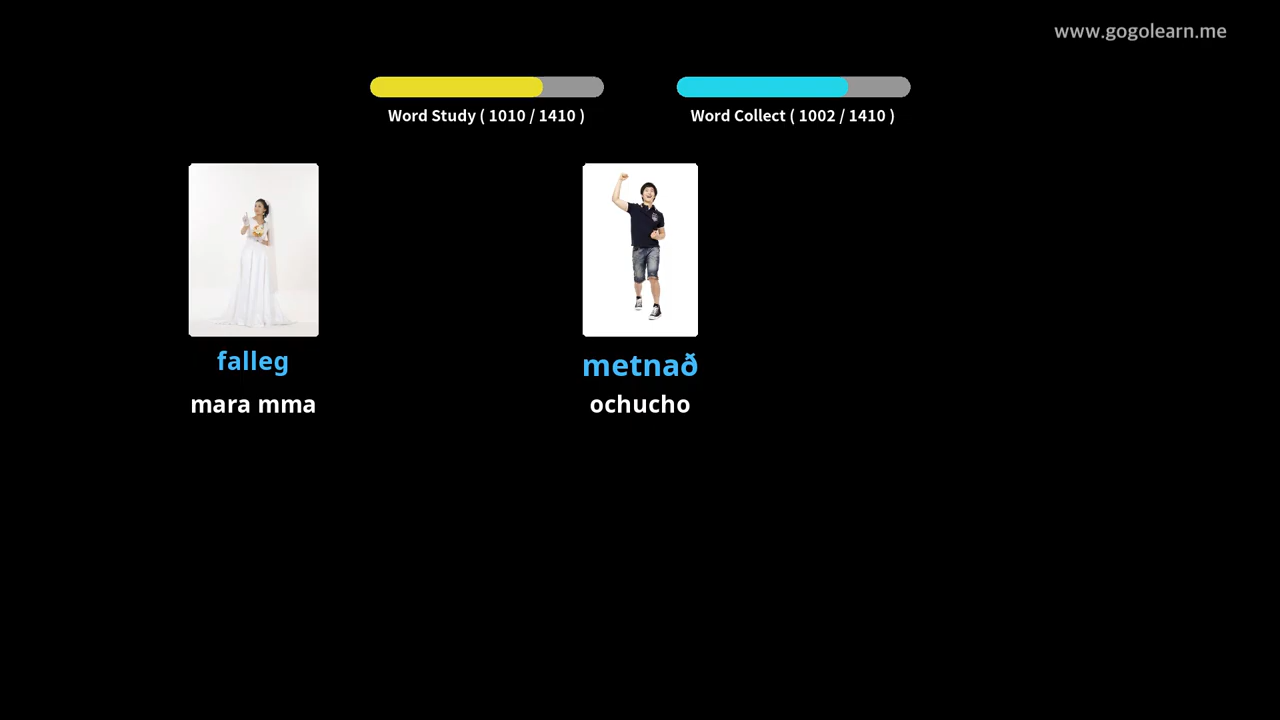 www.gogolearn.me
Word Study ( 1010 / 1410 )
Word Collect ( 1002 / 1410 )
falleg
metnað
mara mma
ochucho